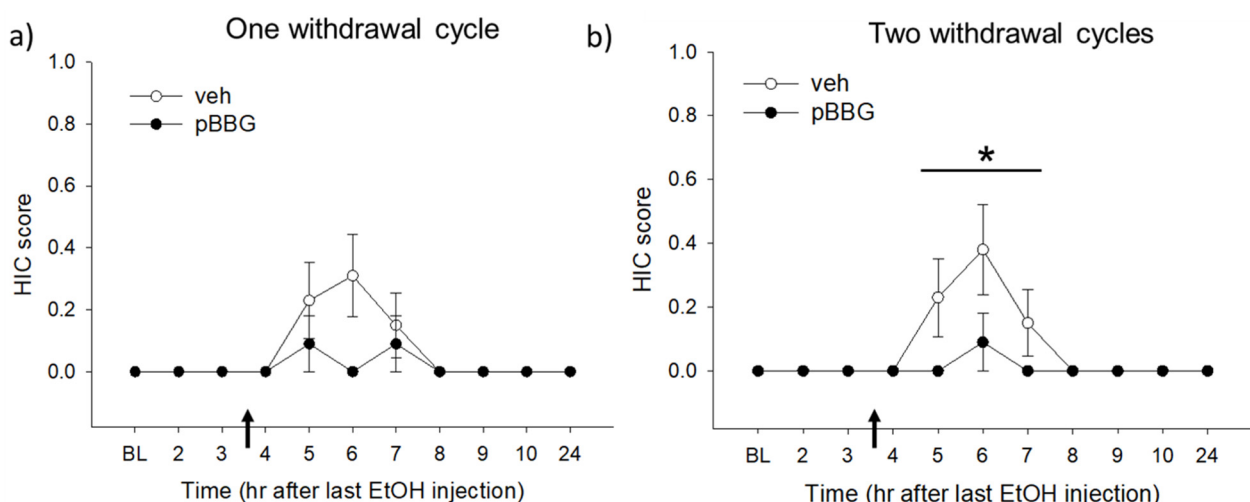 a)
One withdrawal cycle
1.0
0.8
0.6
0.4
0.2
0.0
HIC score
veh
pBBG
BL 2 3 4 5 6 7 8 9 10 24
Time (hr after last EtOH injection)
b)
Two withdrawal cycles
1.0
0.8
0.6
0.4
0.2
0.0
HIC score
veh
pBBG
*
BL 2 3 4 5 6 7 8 9 10 24
Time (hr after last EtOH injection)